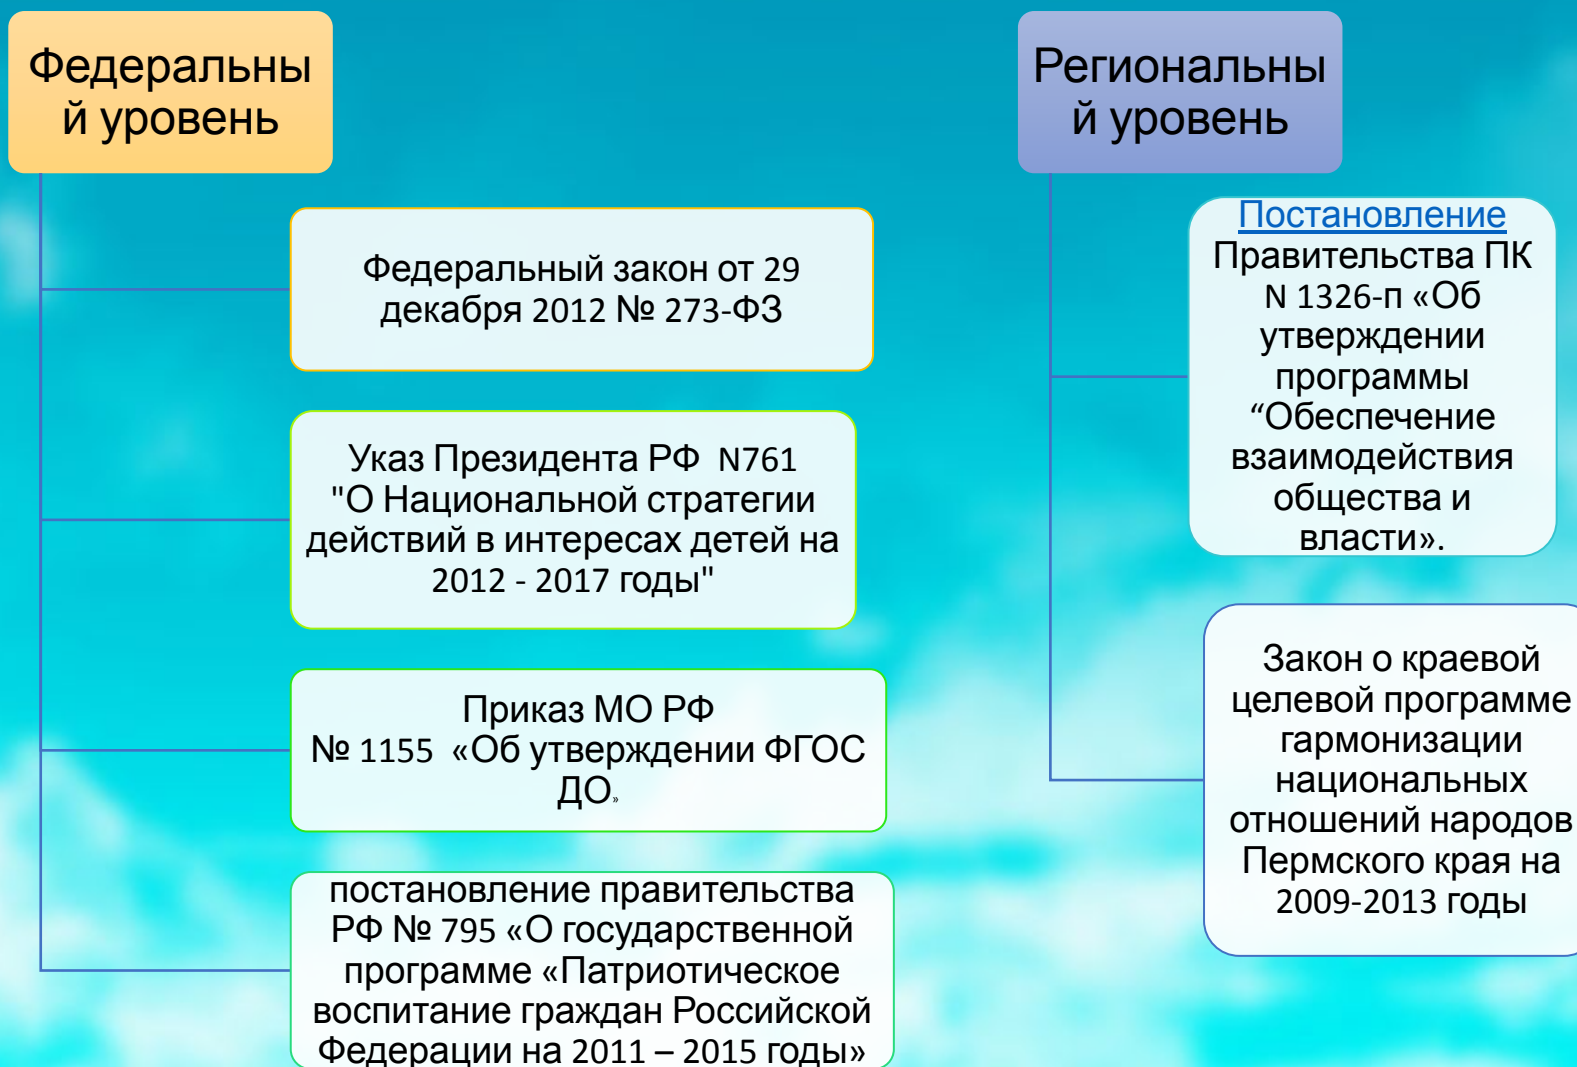 Федеральны
й уровень
Федеральный закон от 29
декабря 2012 № 273-ФЗ
Указ Президента РФ  N761
"О Национальной стратегии
действий в интересах детей на
2012 - 2017 годы"
Приказ МО РФ
№ 1155  «Об утверждении ФГОС
ДО»
постановление правительства
РФ № 795 «О государственной
программе «Патриотическое
воспитание граждан Российской
Федерации на 2011 – 2015 годы»
Региональны
й уровень
Постановление
Правительства ПК
N 1326-п «Об
утверждении
программы
“Обеспечение
взаимодействия
общества и
власти».
Закон о краевой
целевой программе
гармонизации
национальных
отношений народов
Пермского края на
2009-2013 годы